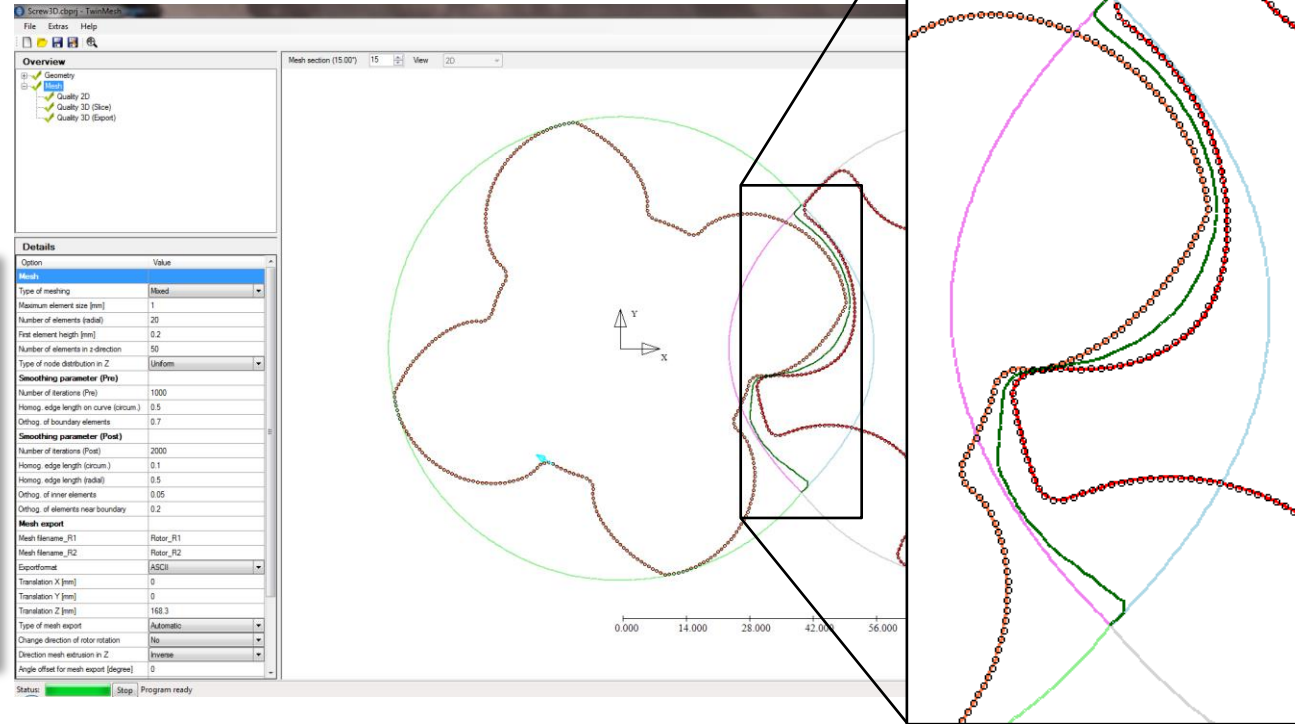 Screw3D.cbprj - TwinMesh
File Extras Help
Overview
Geometry
Mesh
Quality 2D
Quality 3D (Slice)
Quality 3D (Export)
Mesh section (15.00°) 15 View 2D
Y
X
0.000 14.000 28.000 42.000 56.000
Details
Option Value
Mesh
Type of meshing Mixed
Maximum element size [mm] 1
Number of elements (radial) 20
First element heigth [mm] 0.2
Number of elements in z-direction 50
Type of node distribution in Z Uniform
Smoothing parameter (Pre)
Number of iterations (Pre) 1000
Homog. edge length on curve (circum.) 0.5
Orthog. of boundary elements 0.7
Smoothing parameter (Post)
Number of iterations (Post) 2000
Homog. edge length (circum.) 0.1
Homog. edge length (radial) 0.5
Orthog. of inner elements 0.05
Orthog. of elements near boundary 0.2
Mesh export
Mesh filename_R1 Rotor_R1
Mesh filename_R2 Rotor_R2
Exportformat ASCII
Translation X [mm] 0
Translation Y [mm] 0
Translation Z [mm] 168.3
Type of mesh export Automatic
Change direction of rotor rotation No
Direction mesh extrusion in Z Inverse
Angle offset for mesh export [degree] 0
Status: Stop Program ready